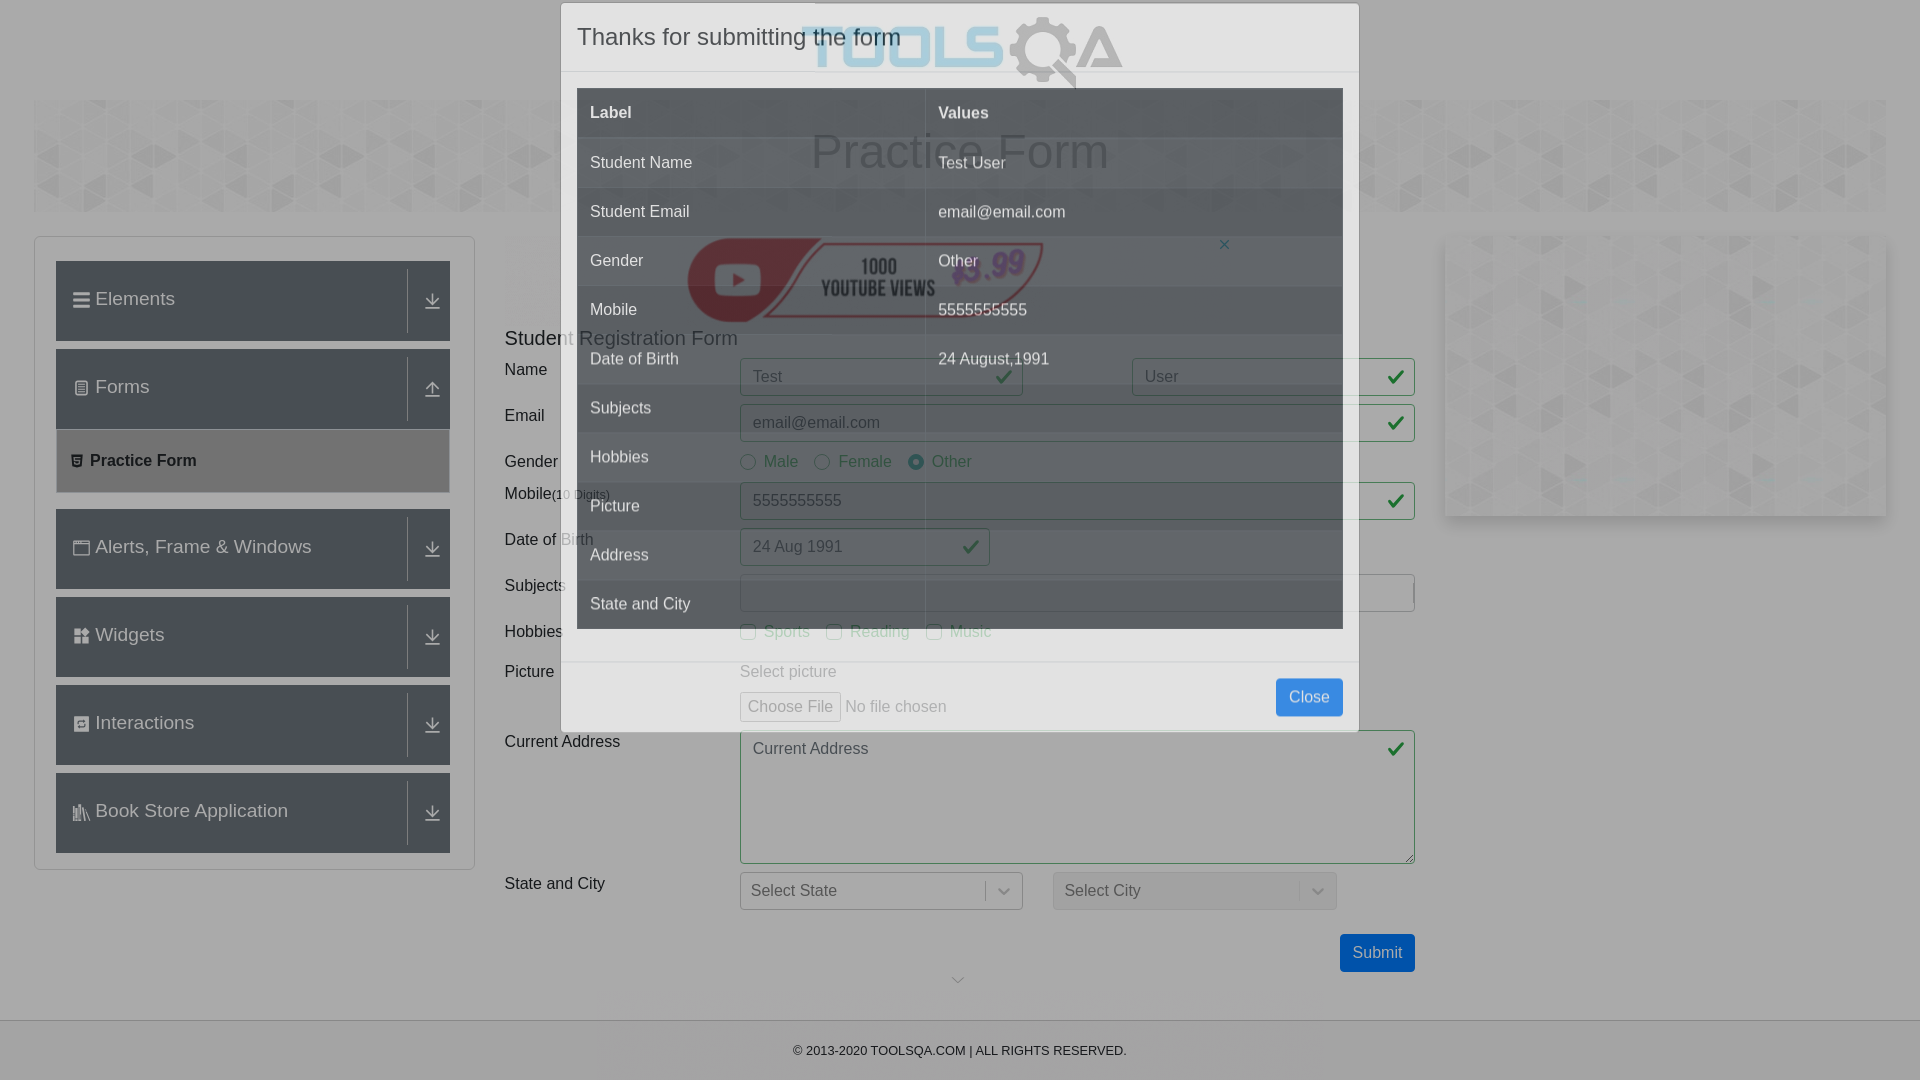 Thanks for submitting the form
TOOLSQA
Label Values
Practice Form
Student Name Test User
Student Email email@email.com
Gender Other
Mobile 5555555555
Date of Birth 24 August,1991
Subjects
Hobbies
Picture
Address
State and City
Close
Elements
Forms
Practice Form
Alerts, Frame & Windows
Widgets
Interactions
Book Store Application
1000
YOUTUBE VIEWS
$3.99
×
Student Registration Form
Name Test User
Email email@email.com
Gender Male Female Other
Mobile(10 Digits) 5555555555
Date of Birth 24 Aug 1991
Subjects
Hobbies Sports Reading Music
Picture Select picture
Choose File No file chosen
Current Address Current Address
State and City Select State Select City
Submit
© 2013-2020 TOOLSQA.COM | ALL RIGHTS RESERVED.